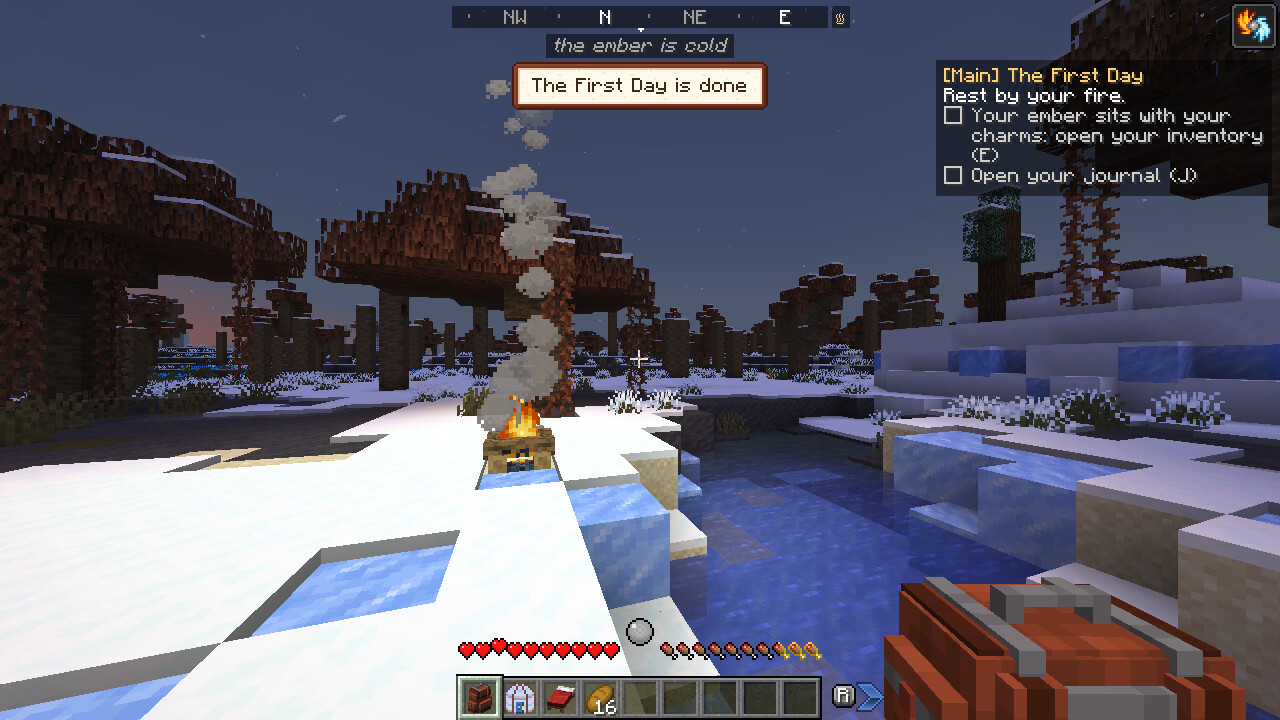 NW N NE E
the ember is cold
The First Day is done
[Main] The First Day
Rest by your fire.
Your ember sits with your
charms: open your inventory
(E)
Open your journal (J)
16
R